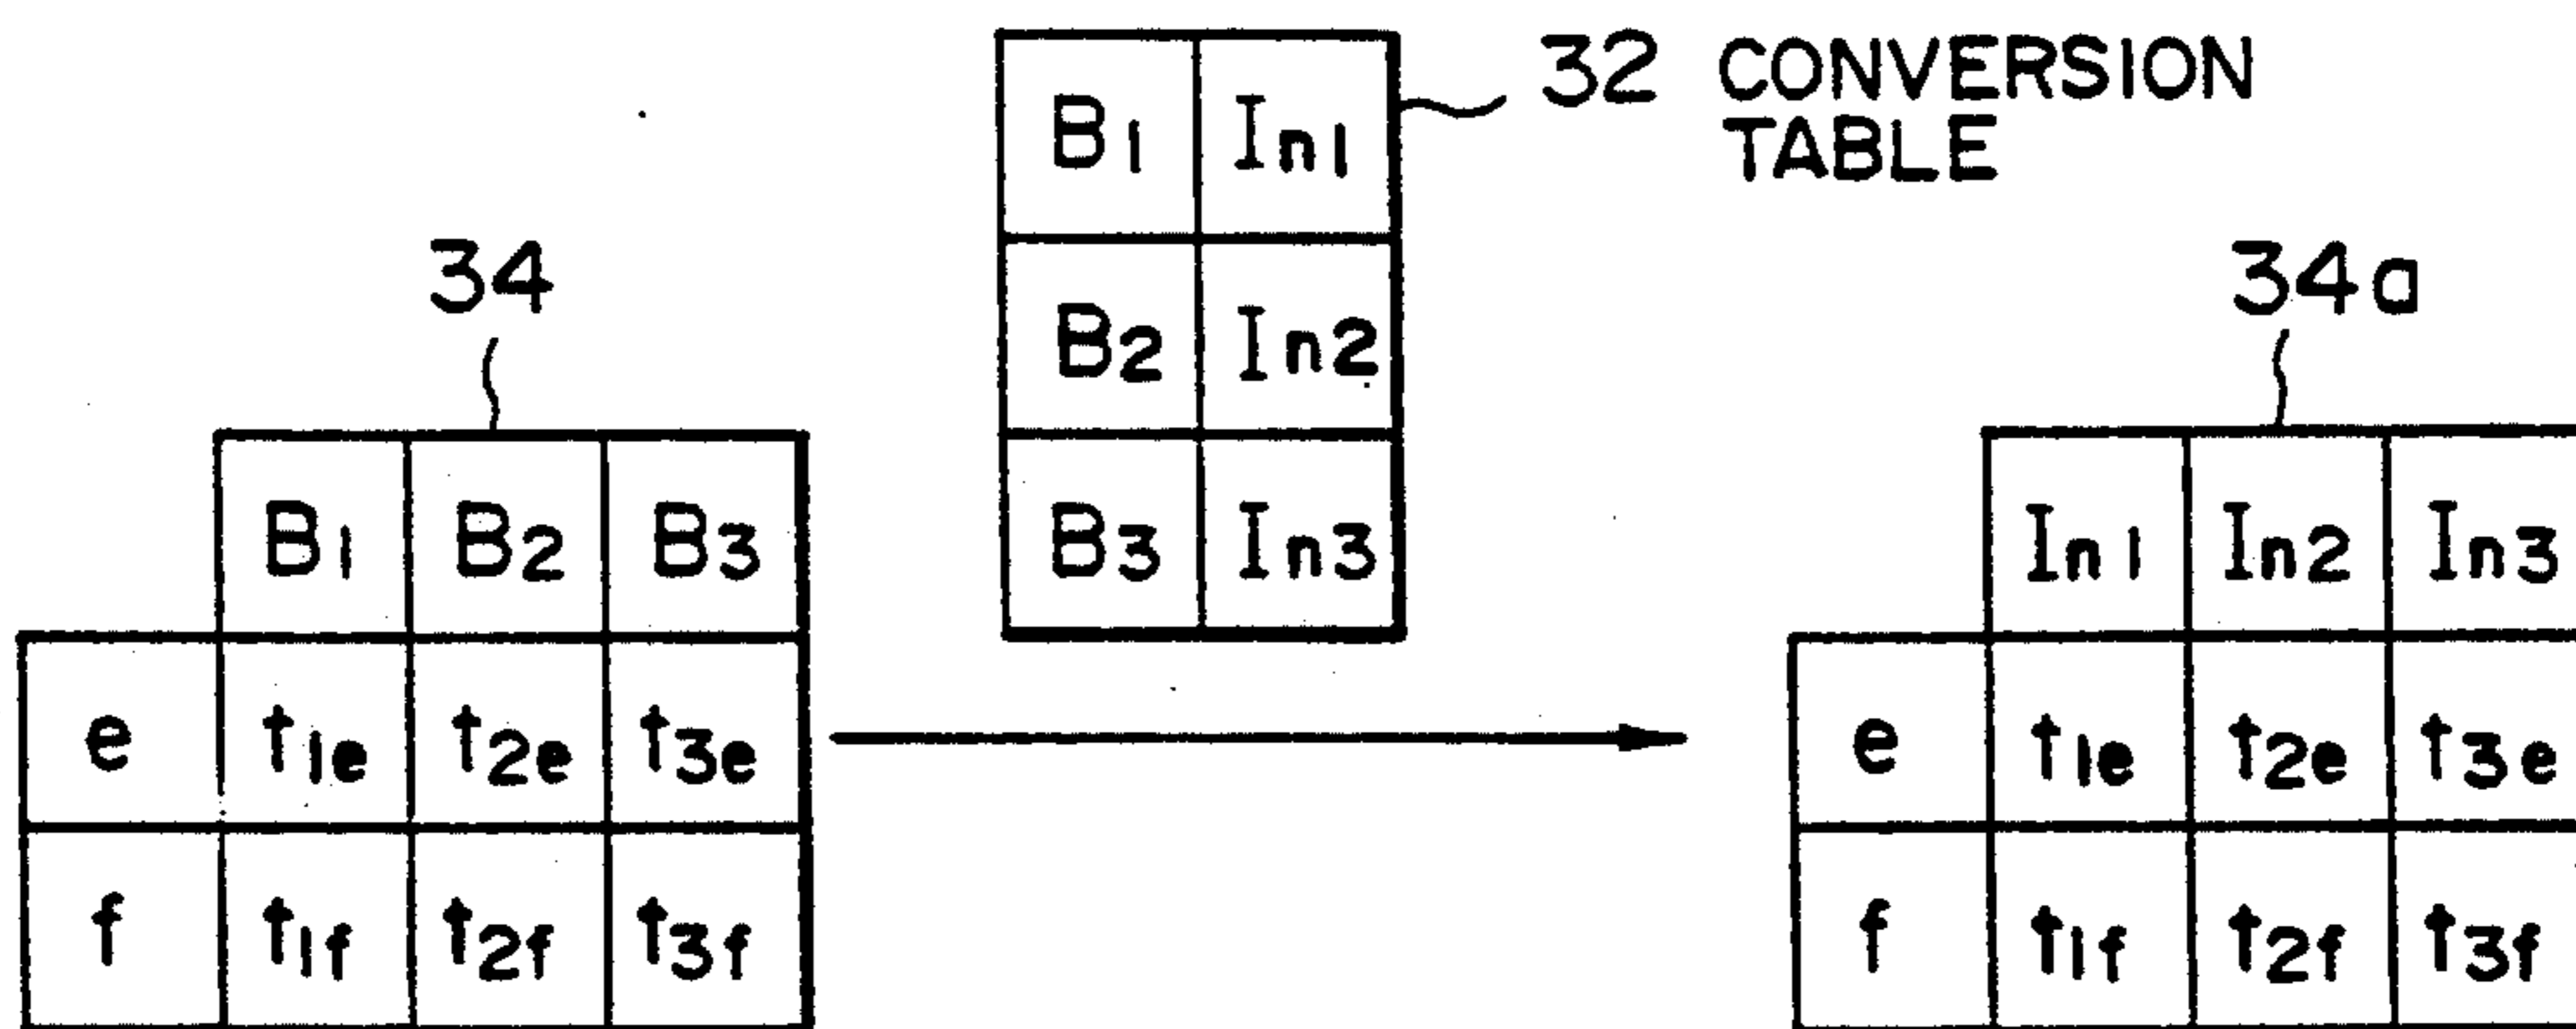 B1 In1 32 CONVERSION
TABLE
B2 In2
B3 In3
34
B1 B2 B3
e t1e t2e t3e
f t1f t2f t3f
34a
In1 In2 In3
e t1e t2e t3e
f t1f t2f t3f